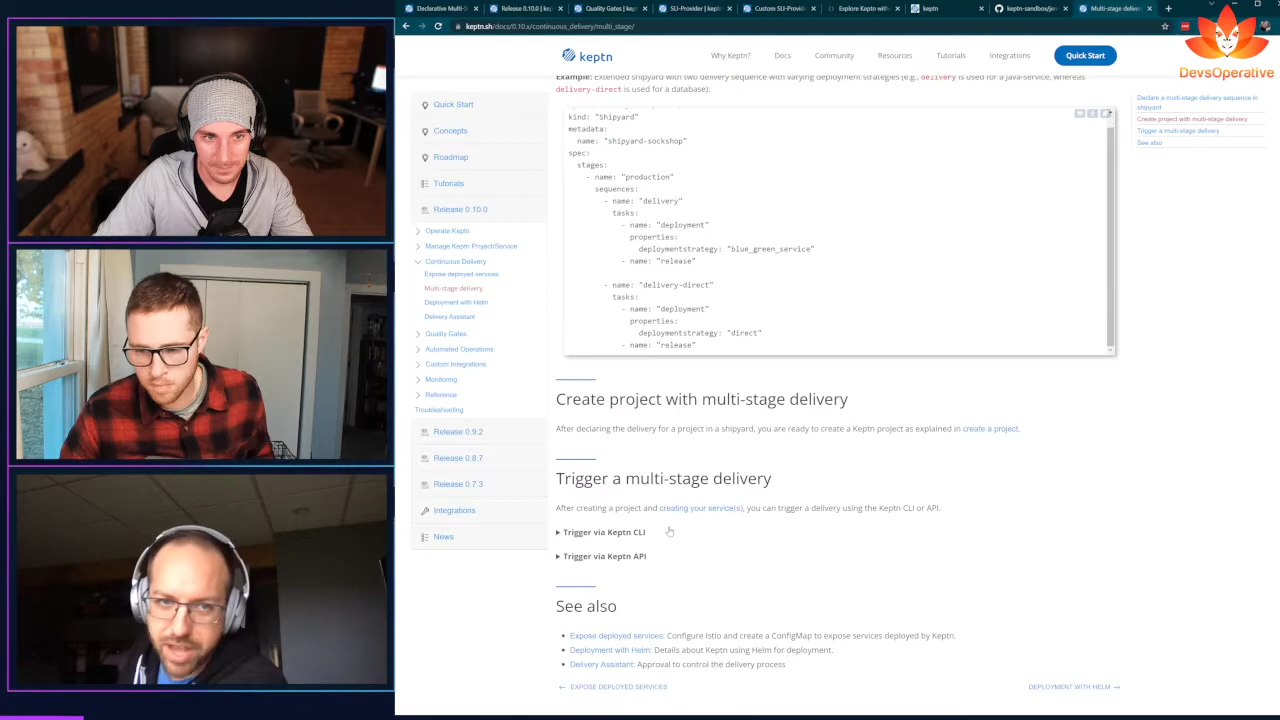 Declarative Multi-S
Release 0.10.0 | kep
Quality Gates | kep
SLI-Provider | keptn
Custom SLI-Provide
Explore Keptn with
keptn
keptn-sandbox/jen
Multi-stage deliver
keptn.sh/docs/0.10.x/continuous_delivery/multi_stage/
DevsOperative
keptn
Why Keptn?
Docs
Community
Resources
Tutorials
Integrations
Quick Start
Quick Start
Concepts
Roadmap
Tutorials
Release 0.10.0
Operate Keptn
Manage Keptn Project/Service
Continuous Delivery
Expose deployed services
Multi-stage delivery
Deployment with Helm
Delivery Assistant
Quality Gates
Automated Operations
Custom Integrations
Monitoring
Reference
Troubleshooting
Release 0.9.2
Release 0.8.7
Release 0.7.3
Integrations
News
Example: Extended shipyard with two delivery sequence with varying deployment strategies (e.g., delivery is used for a java-service, whereas
delivery-direct is used for a database):
kind: "Shipyard"
metadata:
name: "shipyard-sockshop"
spec:
stages:
- name: "production"
sequences:
- name: "delivery"
tasks:
- name: "deployment"
properties:
deploymentstrategy: "blue_green_service"
- name: "release"
- name: "delivery-direct"
tasks:
- name: "deployment"
properties:
deploymentstrategy: "direct"
- name: "release"
Create project with multi-stage delivery
After declaring the delivery for a project in a shipyard, you are ready to create a Keptn project as explained in create a project.
Trigger a multi-stage delivery
After creating a project and creating your service(s), you can trigger a delivery using the Keptn CLI or API.
Trigger via Keptn CLI
Trigger via Keptn API
See also
Expose deployed services: Configure Istio and create a ConfigMap to expose services deployed by Keptn.
Deployment with Helm: Details about Keptn using Helm for deployment.
Delivery Assistant: Approval to control the delivery process
← EXPOSE DEPLOYED SERVICES
DEPLOYMENT WITH HELM →
Declare a multi-stage delivery sequence in
shipyard
Create project with multi-stage delivery
Trigger a multi-stage delivery
See also